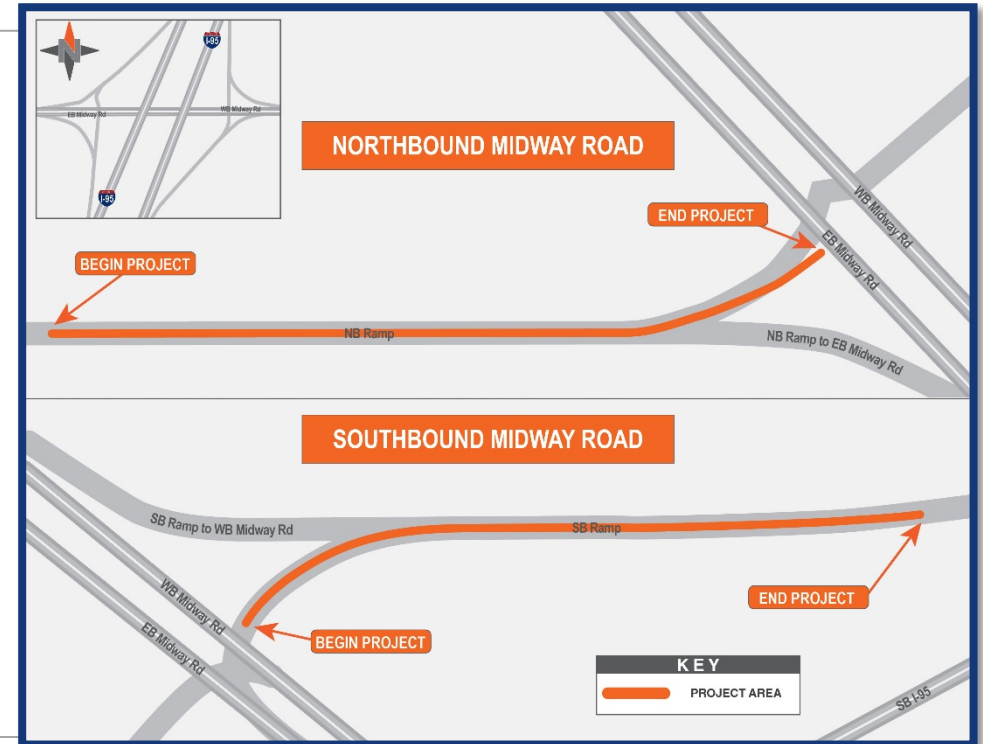 N
I-95
EB Midway Rd
WB Midway Rd
I-95
NORTHBOUND MIDWAY ROAD
BEGIN PROJECT
END PROJECT
WB Midway Rd
EB Midway Rd
NB Ramp
NB Ramp to EB Midway Rd
SOUTHBOUND MIDWAY ROAD
SB Ramp to WB Midway Rd
SB Ramp
WB Midway Rd
EB Midway Rd
BEGIN PROJECT
END PROJECT
KEY
PROJECT AREA
SB I-95